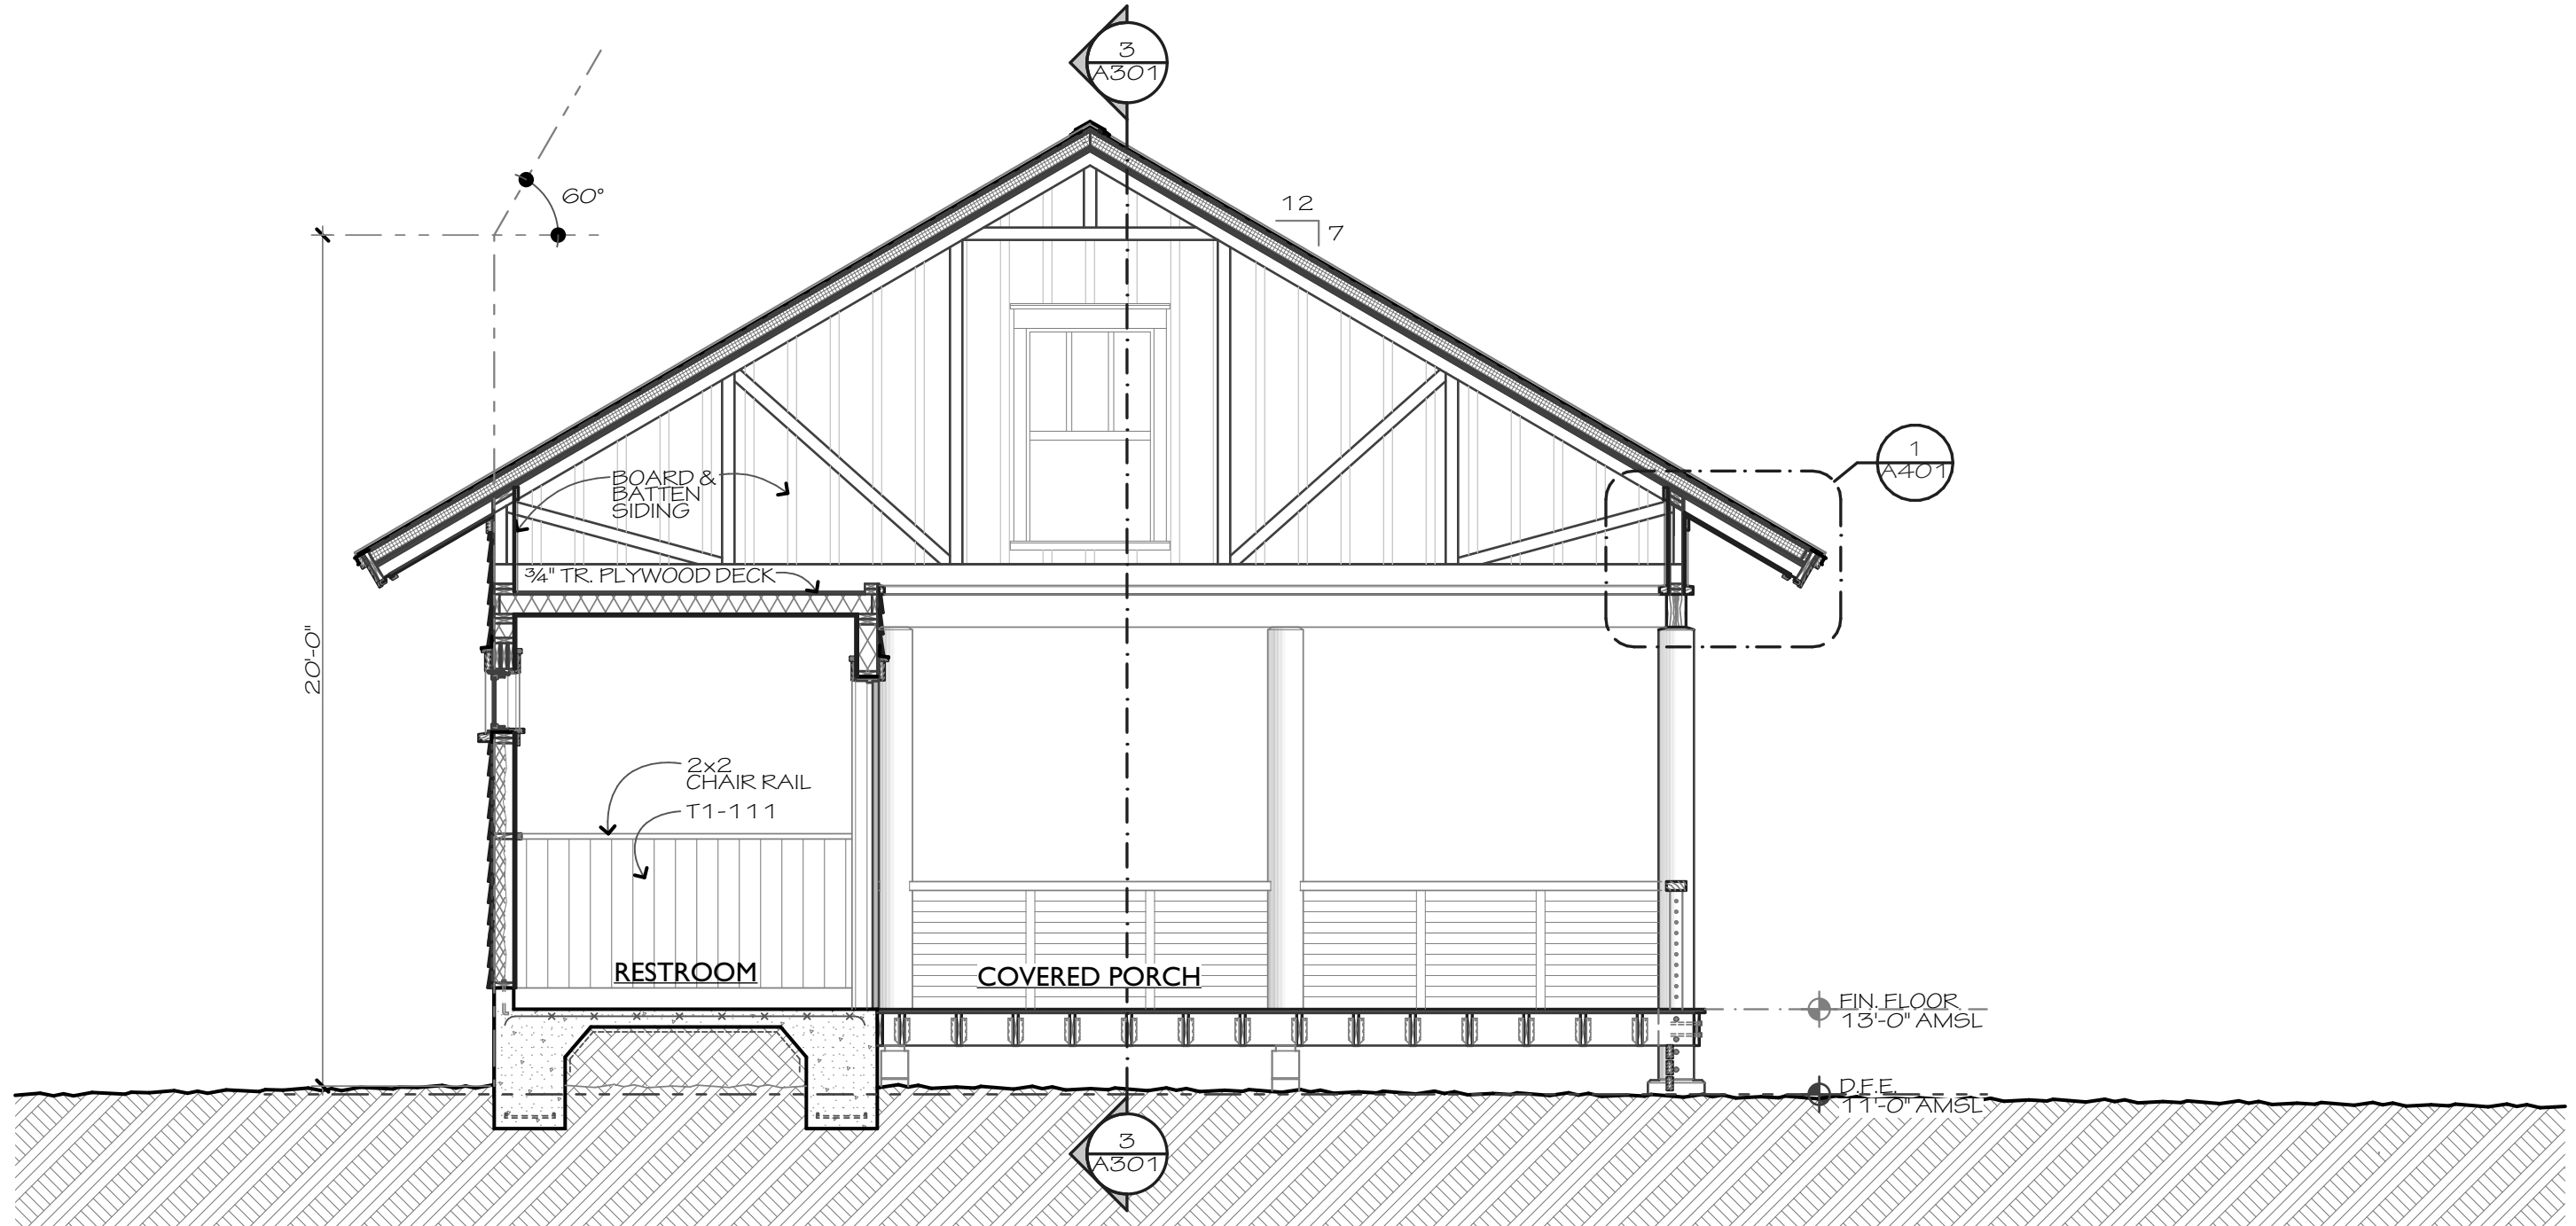 3
A301
60°
12
7
1
A401
BOARD &
BATTEN
SIDING
¾" TR. PLYWOOD DECK
20'-0"
2x2
CHAIR RAIL
T1-111
RESTROOM
COVERED PORCH
FIN. FLOOR
13'-0" AMSL
D.F.E.
11'-0" AMSL
3
A301